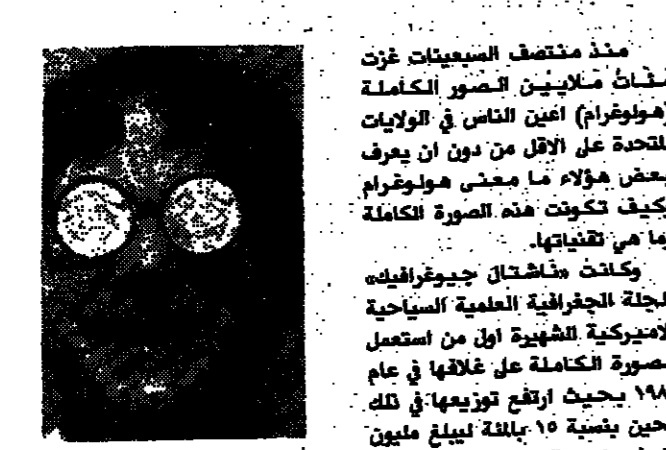 منذ منتصف السبعينات غزت
مئات ملايين الصور الكاملة
(هولوغرام) اعين الناس في الولايات
المتحدة على الاقل من دون ان يعرف
بعض هؤلاء ما معنى هولوغرام
وكيف تكونت هذه الصورة الكاملة
وما هي تقنياتها.
وكانت «ناشنال جيوغرافيك»
المجلة الجغرافية العلمية السياحية
الاميركية الشهيرة اول من استعمل
الصورة الكاملة على غلافها في عام
١٩٨ بحيث ارتفع توزيعها في ذلك
الحين بنسبة ١٥ بالمئة ليبلغ مليون